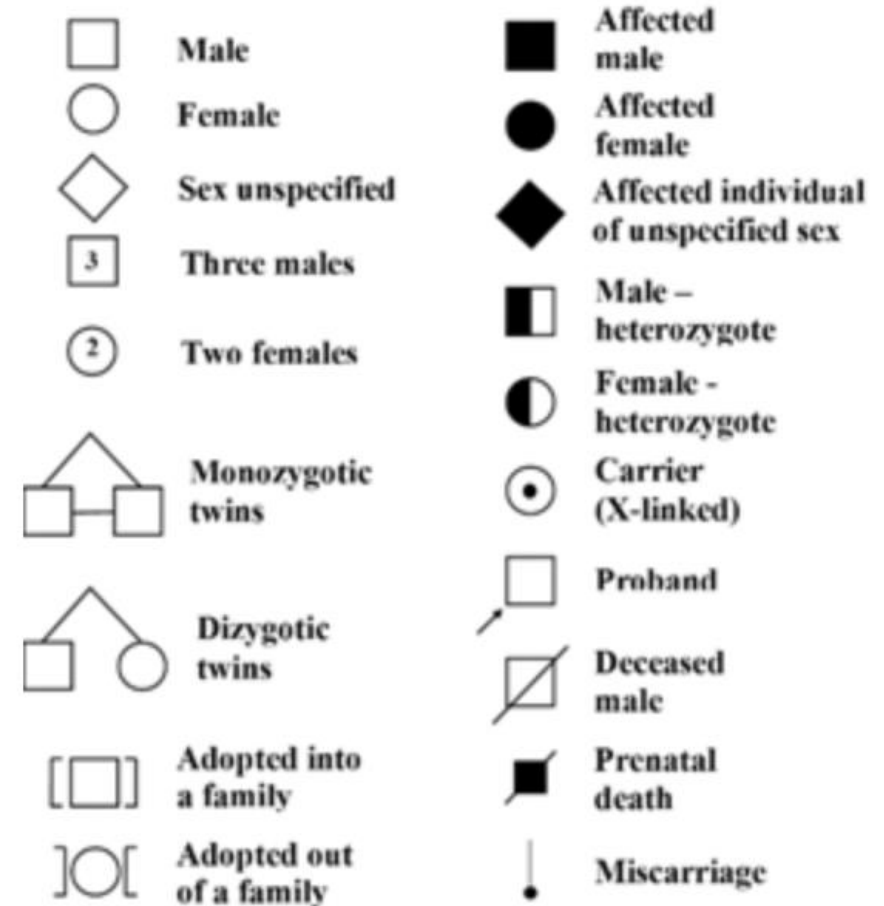 Male
Female
Sex unspecified
3
Three males
2
Two females
Monozygotic
twins
Dizygotic
twins
Adopted into
a family
Adopted out
of a family
Affected
male
Affected
female
Affected individual
of unspecified sex
Male –
heterozygote
Female -
heterozygote
Carrier
(X-linked)
Proband
Deceased
male
Prenatal
death
Miscarriage